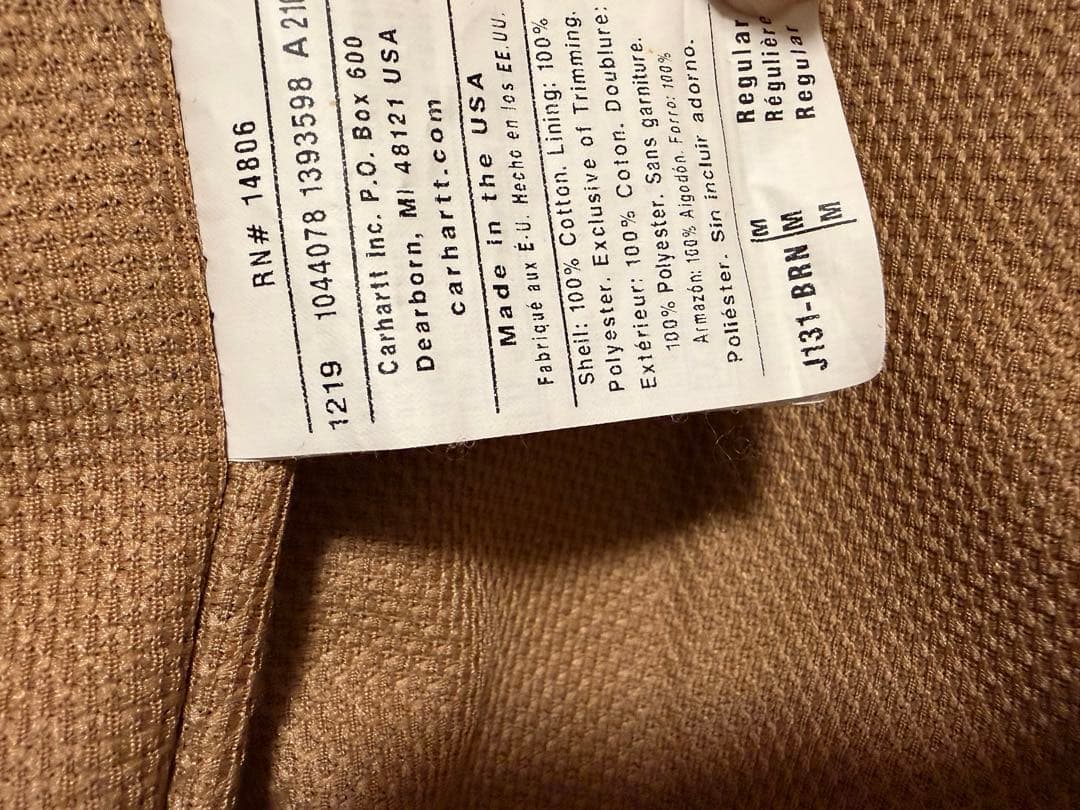 RN# 14806
1219 1044078 1393598 A 210
Carhartt Inc. P.O. Box 600
Dearborn, MI 48121 USA
carhartt.com
Made in the USA
Fabriqué aux É.U. Hecho en los EE.UU.
Shell: 100% Cotton. Lining: 100%
Polyester. Exclusive of Trimming.
Extérieur: 100% Coton. Doublure:
100% Polyester. Sans garniture.
Armazón: 100% Algodón. Forro: 100%
Poliéster. Sin incluir adorno.
M Regular
J131-BRN M Régulière
M Regular